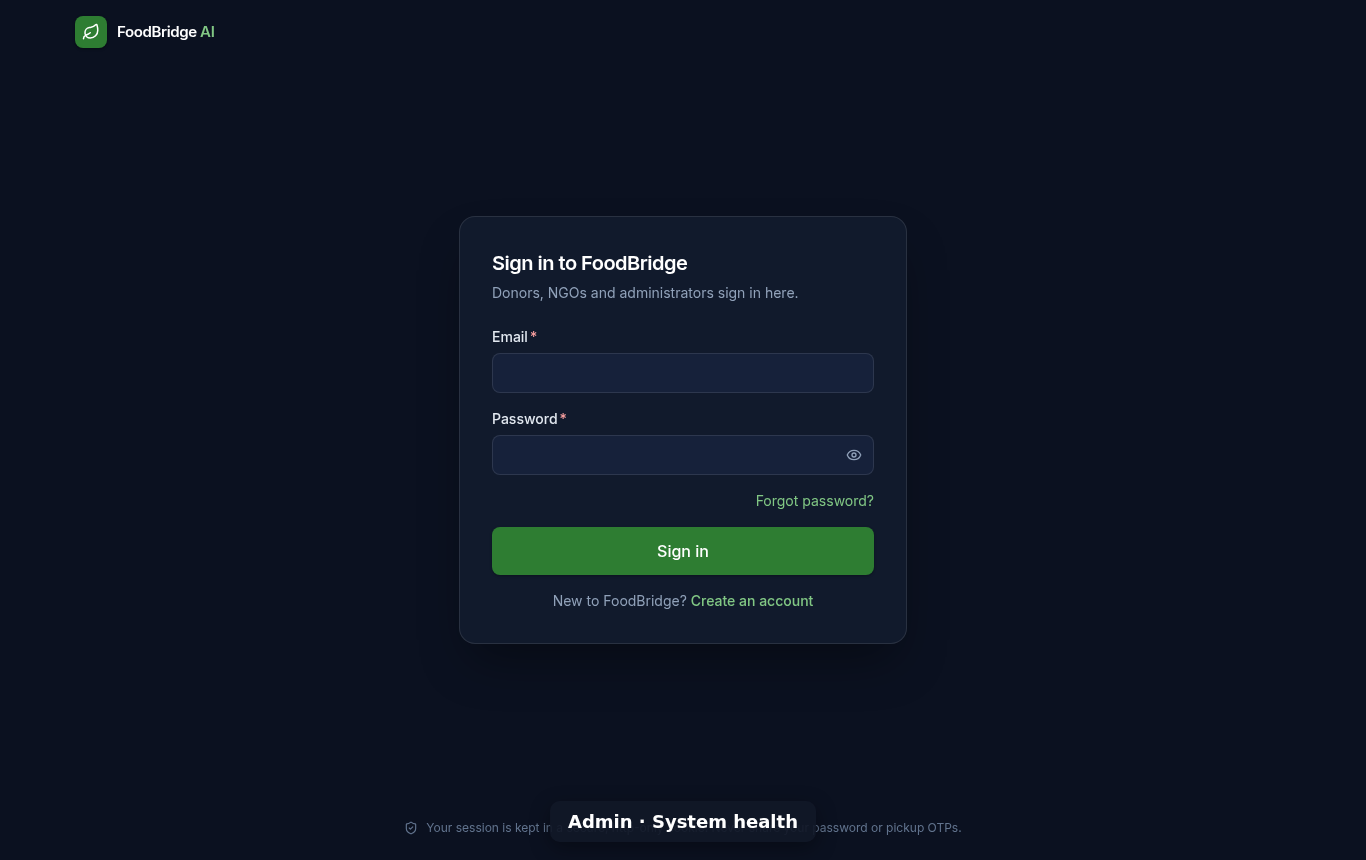 FoodBridge AI
Sign in to FoodBridge
Donors, NGOs and administrators sign in here.
Email *
Password *
Forgot password?
Sign in
New to FoodBridge? Create an account
Your session is kept in password or pickup OTPs.
Admin · System health